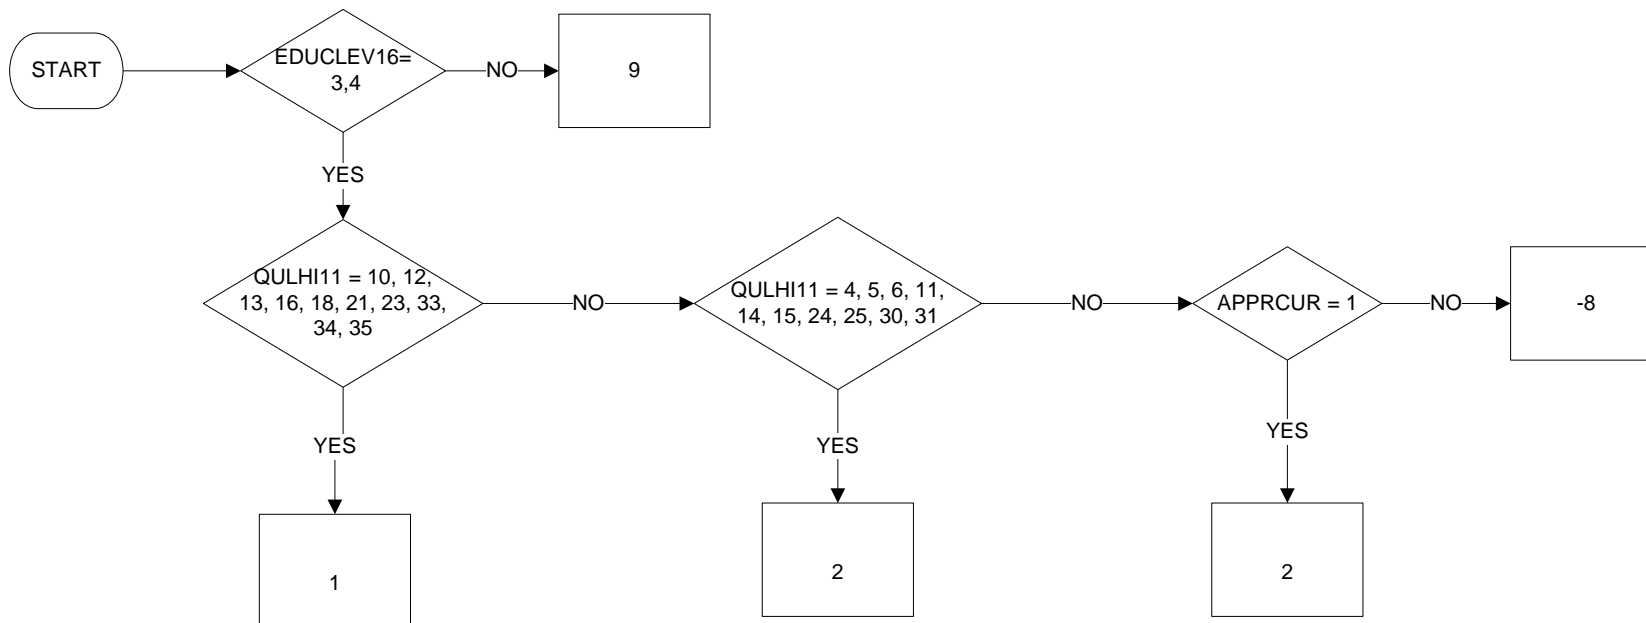 START
EDUCLEV16=
3,4
NO
9
YES
QULHI11 = 10, 12,
13, 16, 18, 21, 23, 33,
34, 35
NO
QULHI11 = 4, 5, 6, 11,
14, 15, 24, 25, 30, 31
NO
APPRCUR = 1
NO
-8
YES
YES
YES
1
2
2